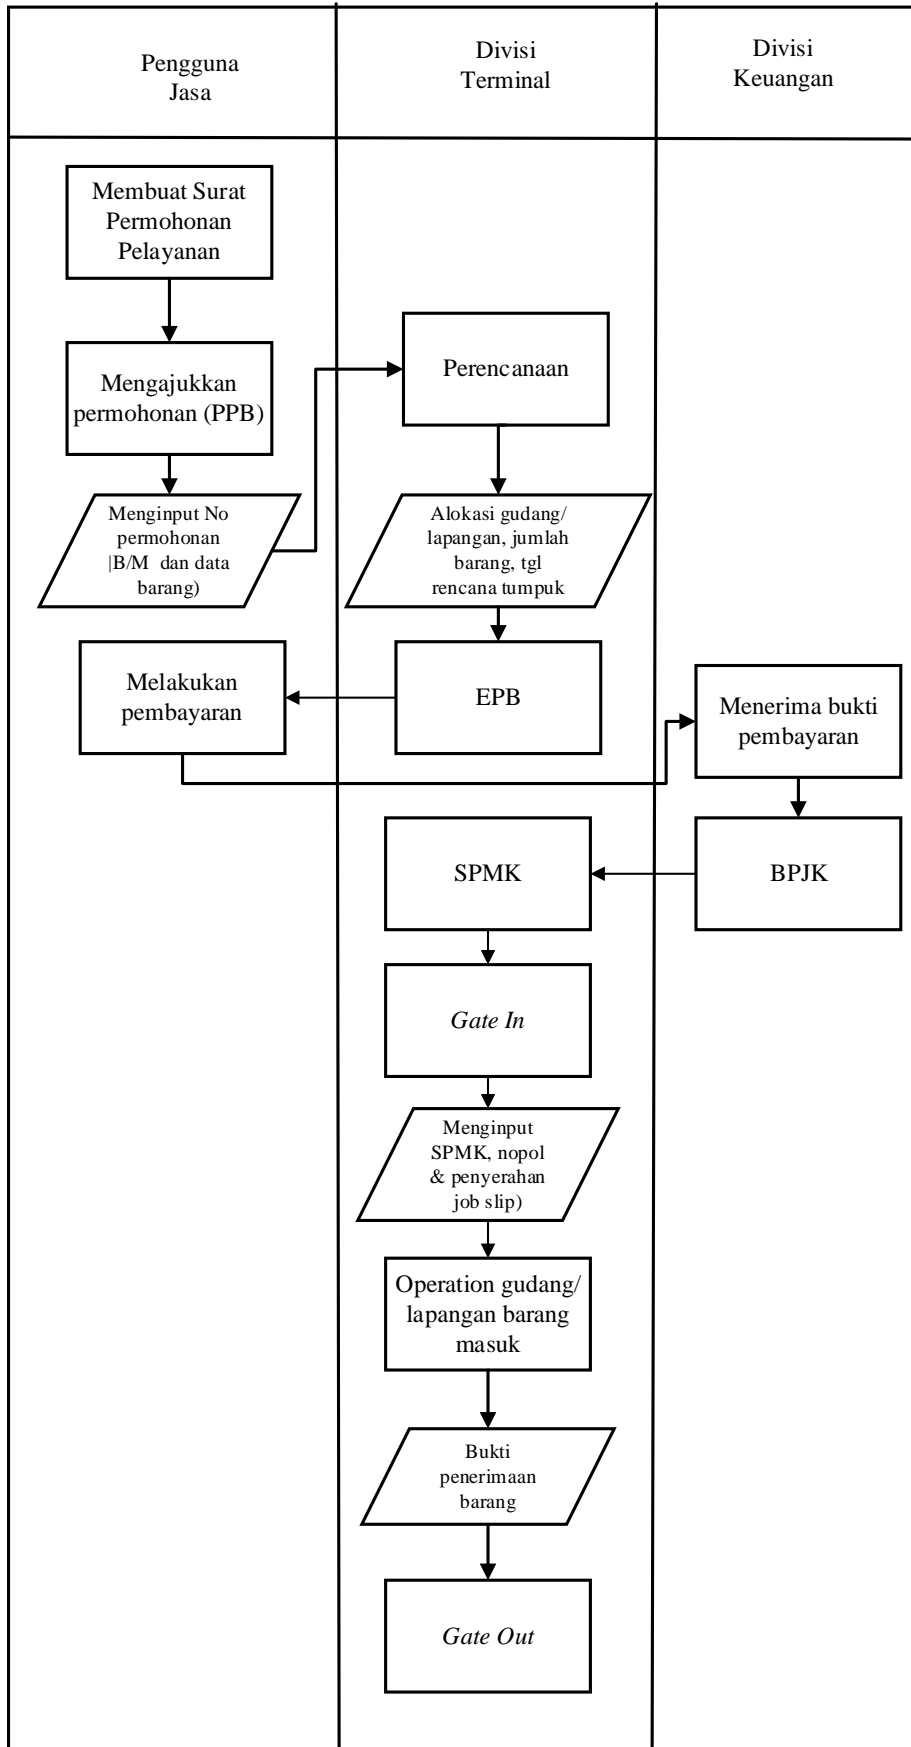 Pengguna
Jasa
Divisi
Terminal
Divisi
Keuangan
Membuat Surat
Permohonan
Pelayanan
Mengajukkan
permohonan (PPB)
Perencanaan
Menginput No
permohonan
|B/M dan data
barang)
Alokasi gudang/
lapangan, jumlah
barang, tgl
rencana tumpuk
Melakukan
pembayaran
EPB
Menerima bukti
pembayaran
SPMK
BPJK
Gate In
Menginput
SPMK, nopol
& penyerahan
job slip)
Operation gudang/
lapangan barang
masuk
Bukti
penerimaan
barang
Gate Out